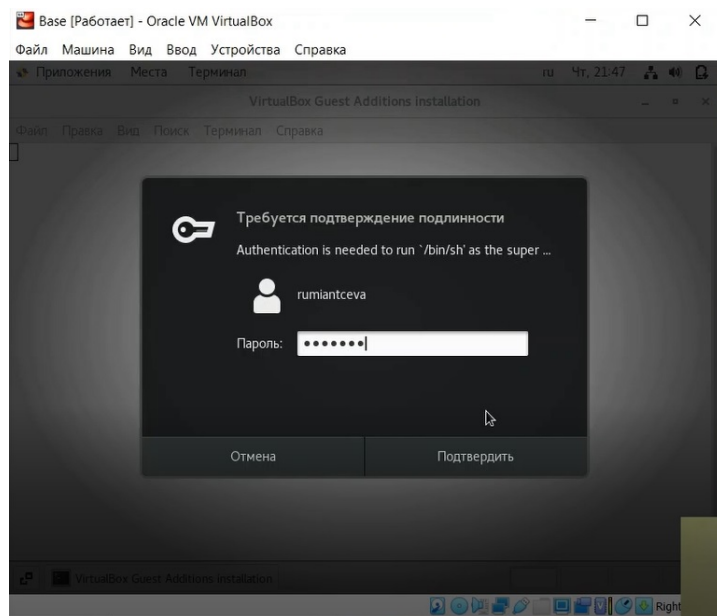 Base [Работает] - Oracle VM VirtualBox
Файл Машина Вид Ввод Устройства Справка
Приложения Места Терминал ru Чт, 21:47
VirtualBox Guest Additions installation
Файл Правка Вид Поиск Терминал Справка
Требуется подтверждение подлинности
Authentication is needed to run `/bin/sh' as the super ...
rumiantceva
Пароль: •••••••
Отмена Подтвердить
VirtualBox Guest Additions installation
Right